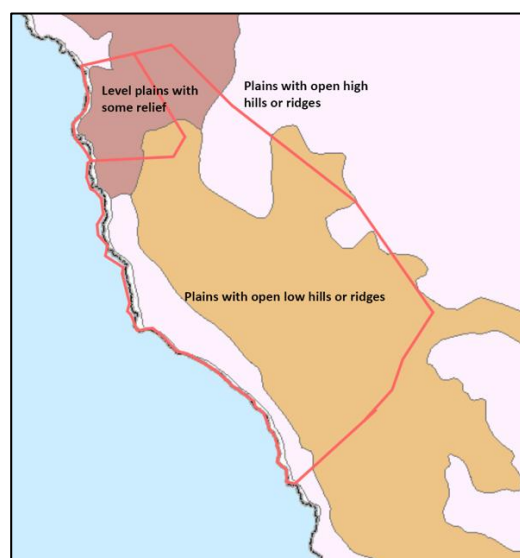 Level plains with
some relief
Plains with open high
hills or ridges
Plains with open low hills or ridges